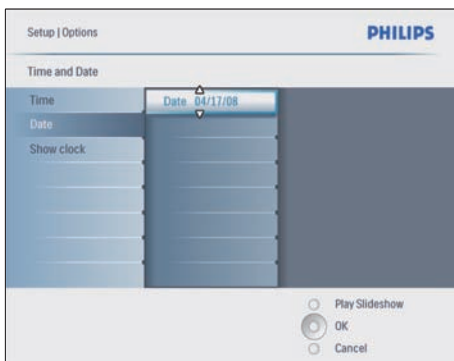 Setup | Options
PHILIPS
Time and Date
Time
Date 04/17/08
Date
Show clock
Play Slideshow
OK
Cancel